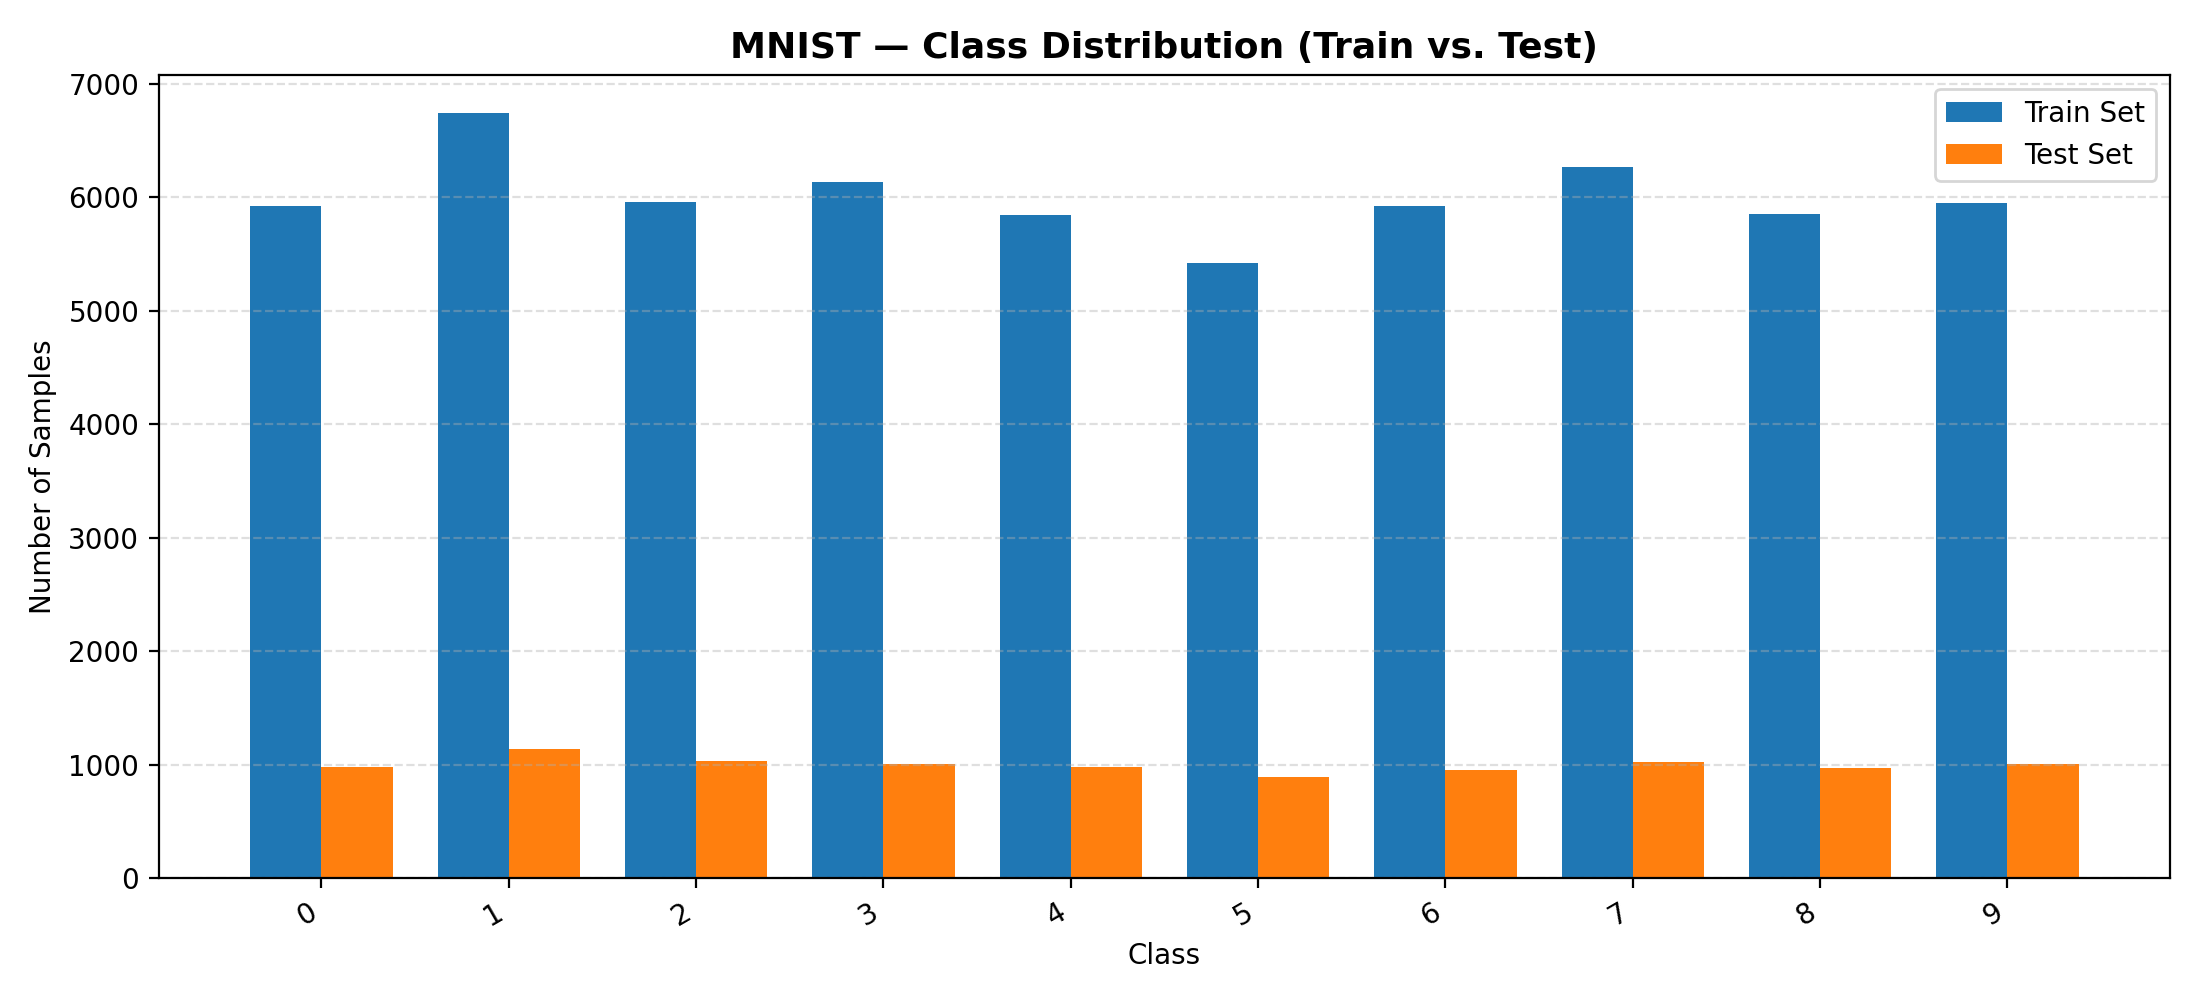 MNIST — Class Distribution (Train vs. Test)
7000
6000
5000
4000
3000
2000
1000
0
Number of Samples
Train Set
Test Set
0 1 2 3 4 5 6 7 8 9
Class